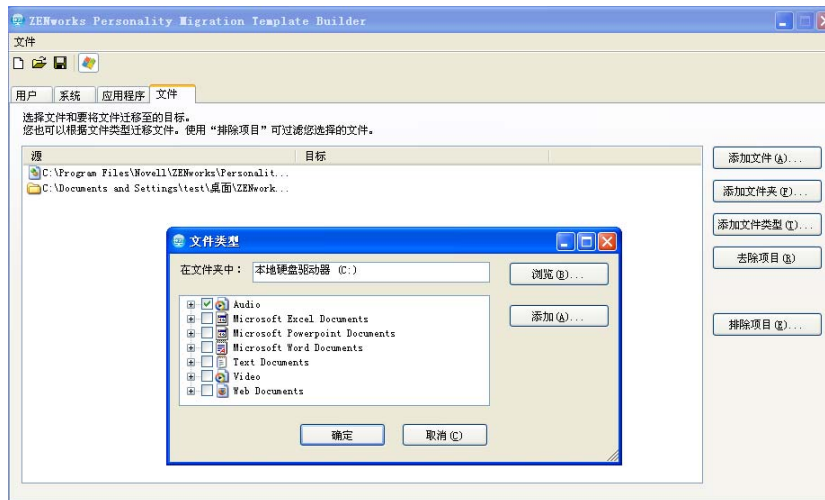 ZENworks Personality Migration Template Builder
文件
用户 系统 应用程序 文件
选择文件和要将文件迁移至的目标。
您也可以根据文件类型迁移文件。使用“排除项目”可过滤您选择的文件。
源 目标
C:\Program Files\Novell\ZENworks\Personalit...
C:\Documents and Settings\test\桌面\ZENwork...
添加文件(A)...
添加文件夹(F)...
添加文件类型(T)...
去除项目(R)
排除项目(E)...
文件类型
在文件夹中： 本地硬盘驱动器 (C:)
浏览(B)...
添加(A)...
Audio
Microsoft Excel Documents
Microsoft Powerpoint Documents
Microsoft Word Documents
Text Documents
Video
Web Documents
确定 取消(C)